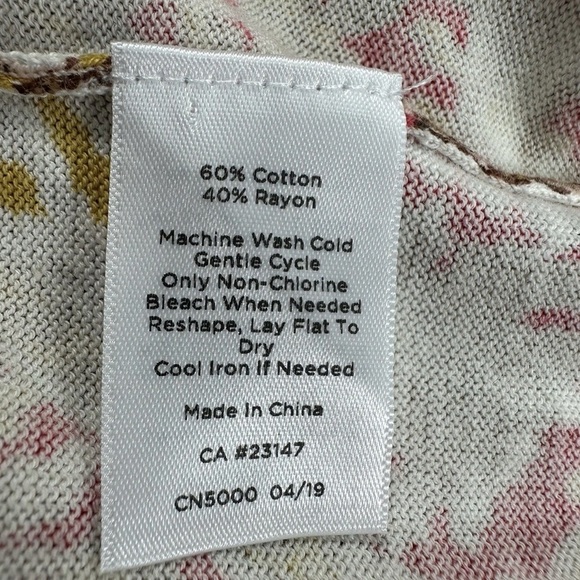 60% Cotton
40% Rayon
Machine Wash Cold
Gentle Cycle
Only Non-Chlorine
Bleach When Needed
Reshape, Lay Flat To
Dry
Cool Iron If Needed
Made In China
CA #23147
CN5000 04/19